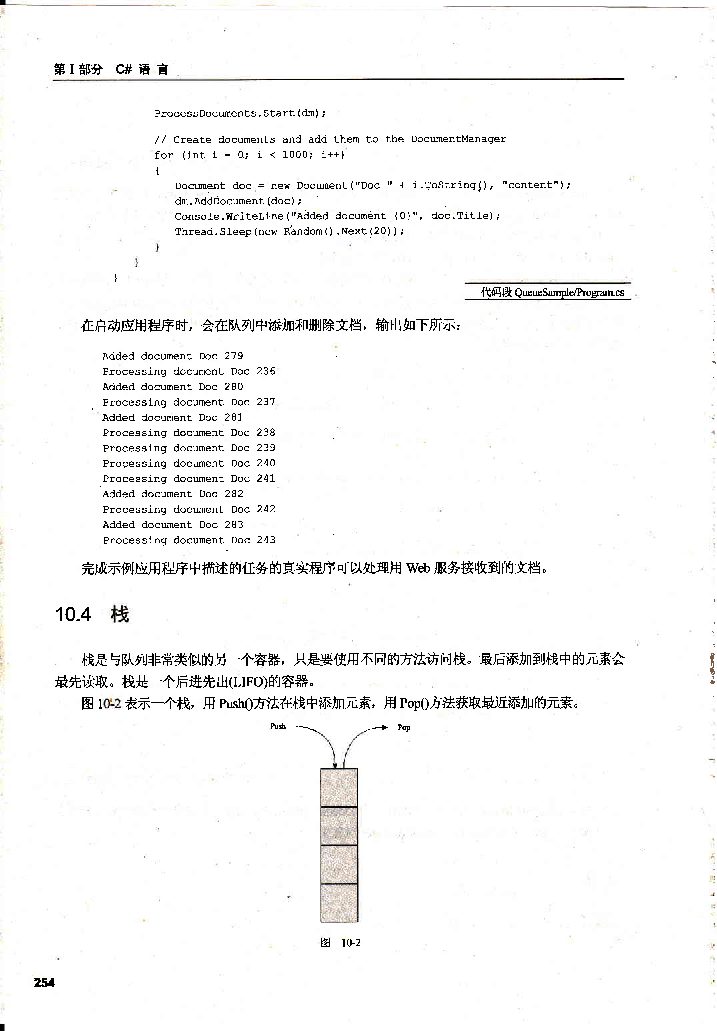 第 I 部分 C# 语 言
ProcessDocuments.Start(dm);
// Create documents and add them to the DocumentManager
for (int i = 0; i < 1000; i++)
{
Document doc = new Document("Doc " + i.ToString(), "content");
dm.AddDocument(doc);
Console.WriteLine("Added document {0}", doc.Title);
Thread.Sleep(new Random().Next(20));
}
}
}
代码段 QueueSample/Program.cs
在启动应用程序时，会在队列中添加和删除文档，输出如下所示：
Added document Doc 279
Processing document Doc 236
Added document Doc 280
Processing document Doc 237
Added document Doc 281
Processing document Doc 238
Processing document Doc 239
Processing document Doc 240
Processing document Doc 241
Added document Doc 282
Processing document Doc 242
Added document Doc 283
Processing document Doc 243
完成示例应用程序中描述的任务的真实程序可以处理用 Web 服务接收到的文档。
10.4 栈
栈是与队列非常类似的另一个容器，只是要使用不同的方法访问栈。最后添加到栈中的元素会
最先读取。栈是一个后进先出(LIFO)的容器。
图 10-2 表示一个栈，用 Push()方法在栈中添加元素，用 Pop()方法获取最近添加的元素。
Push Pop
图 10-2
254